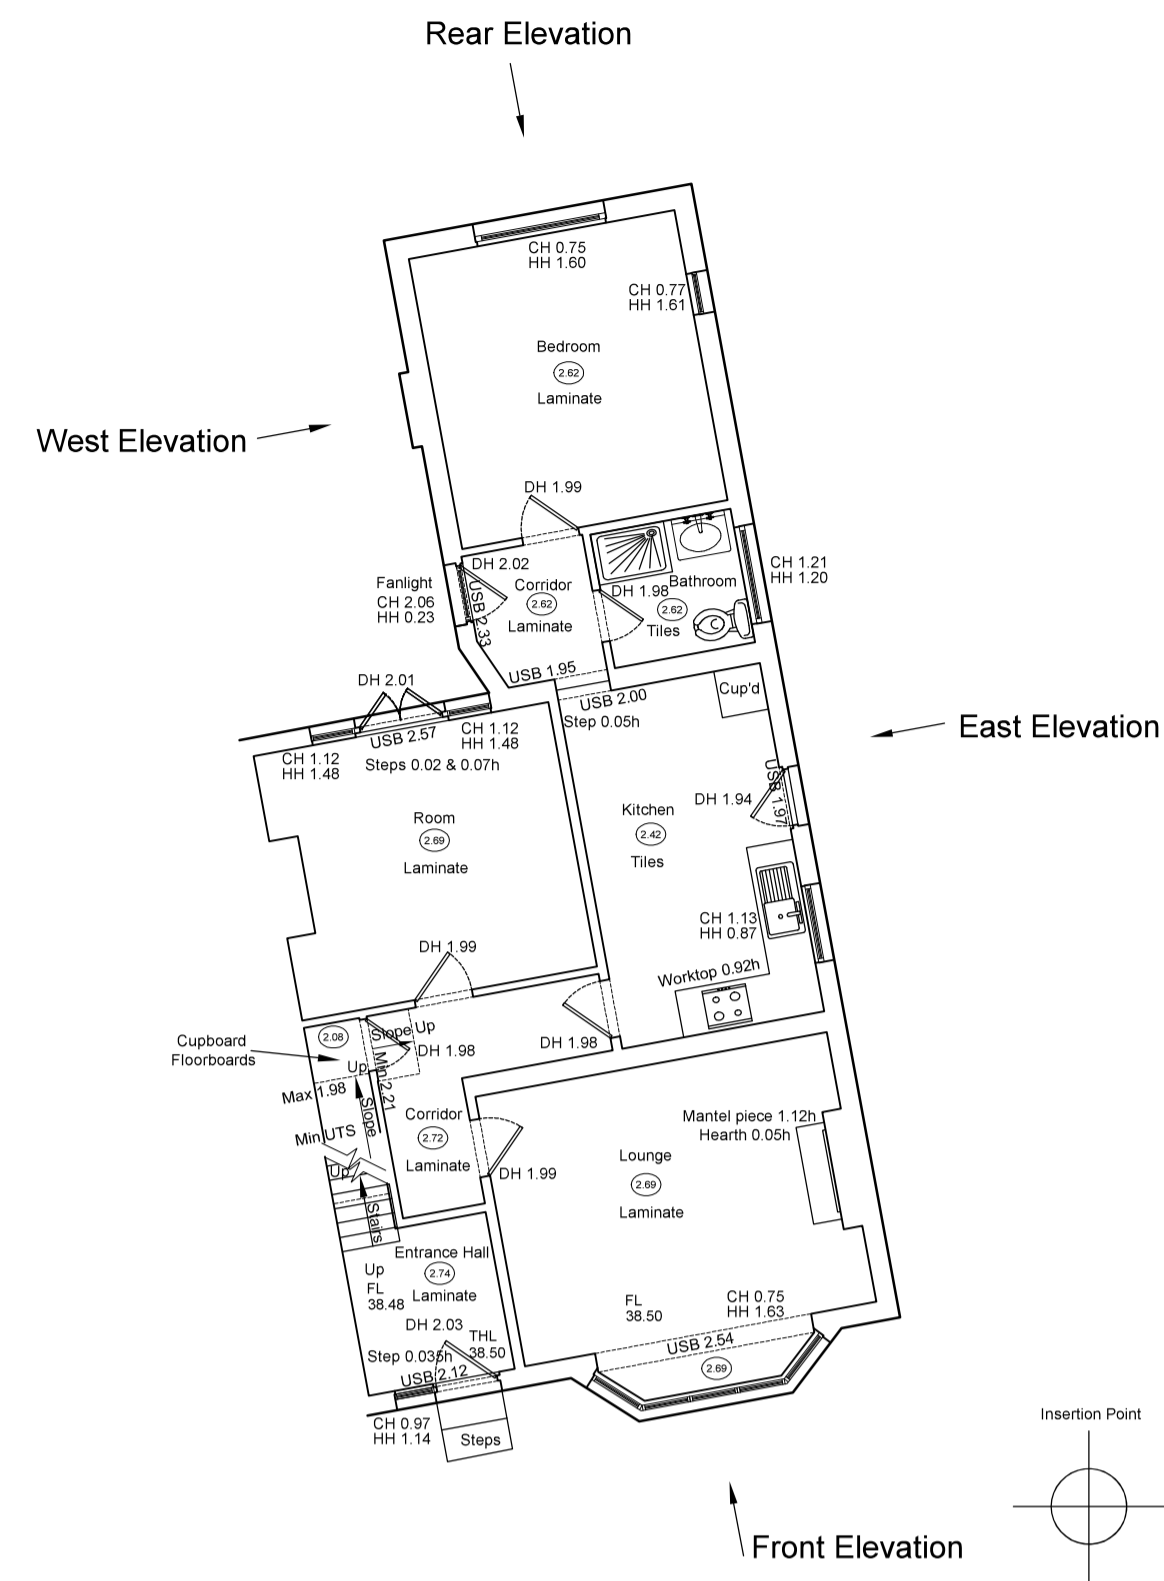 Rear Elevation
CH 0.75
HH 1.60
CH 0.77
HH 1.61
Bedroom
2.62
Laminate
West Elevation
DH 1.99
DH 2.02
Fanlight
CH 2.06
HH 0.23
USB 2.33
Corridor
2.62
Laminate
DH 1.98
Bathroom
2.62
Tiles
CH 1.21
HH 1.20
USB 1.95
DH 2.01
USB 2.00
Step 0.05h
Cup'd
East Elevation
USB 2.57
CH 1.12
HH 1.48
CH 1.12
HH 1.48
Steps 0.02 & 0.07h
USB 1.97
DH 1.94
Room
2.69
Laminate
Kitchen
2.42
Tiles
CH 1.13
HH 0.87
DH 1.99
Worktop 0.92h
2.08
Slope Up
Cupboard
Floorboards
DH 1.98
DH 1.98
Up
Min 2.21
Max 1.98
Slope
Min UTS
Corridor
2.72
Laminate
Mantel piece 1.12h
Hearth 0.05h
Lounge
2.69
Laminate
DH 1.99
Up
Stairs
Entrance Hall
2.74
Laminate
Up
FL
38.48
FL
38.50
CH 0.75
HH 1.63
DH 2.03
THL
38.50
Step 0.035h
USB 2.12
USB 2.54
2.69
CH 0.97
HH 1.14
Steps
Insertion Point
Front Elevation